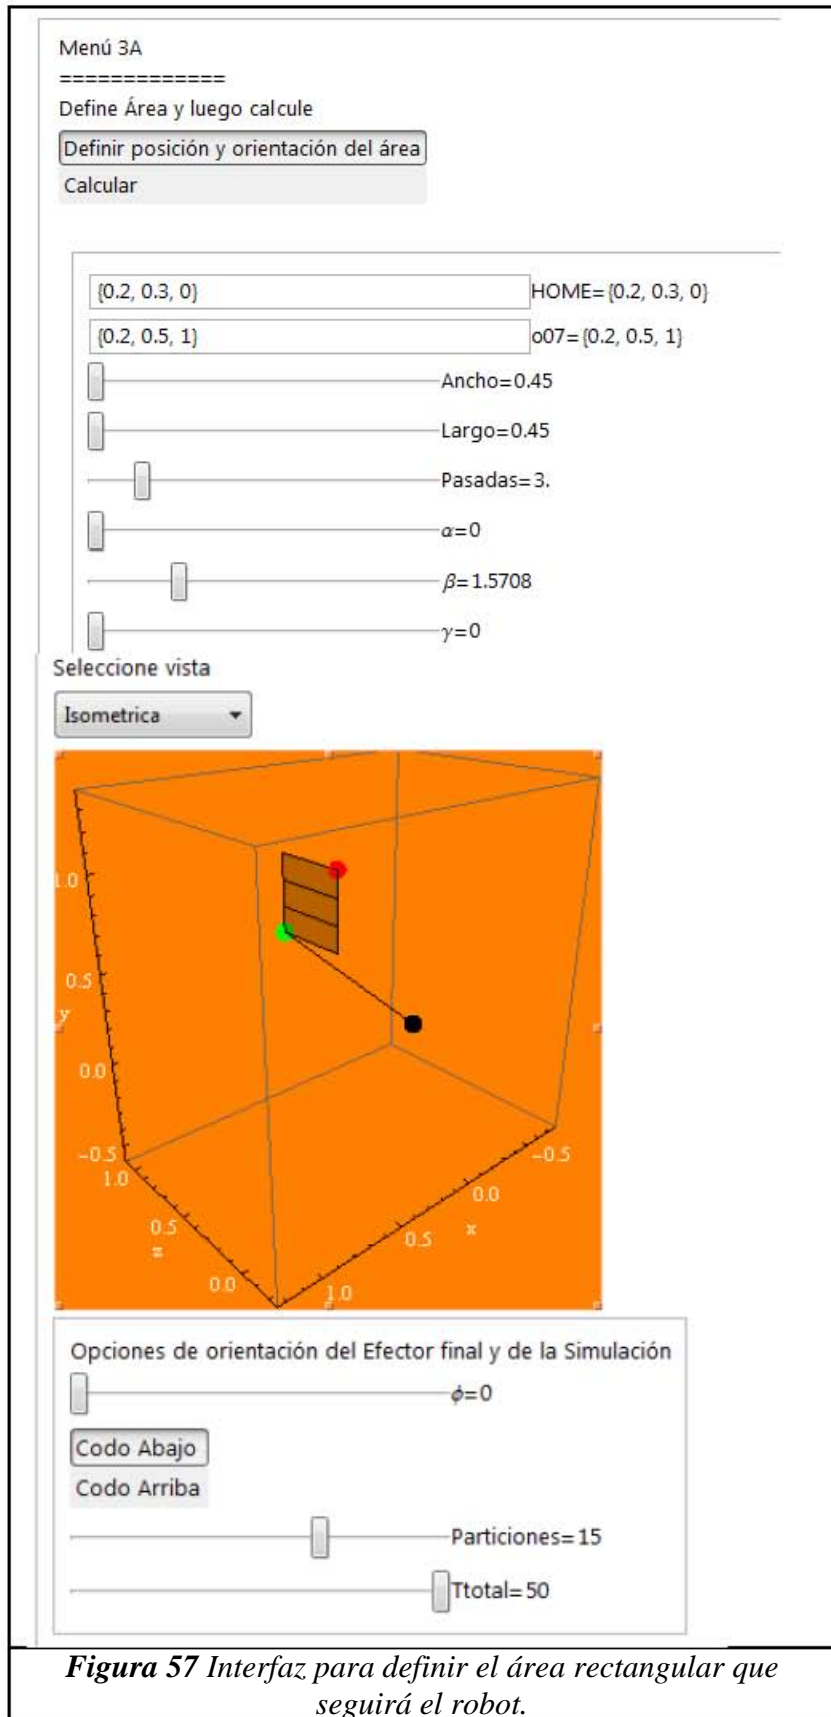 Menú 3A
=============
Define Área y luego calcule
Definir posición y orientación del área
Calcular
{0.2, 0.3, 0} HOME={0.2, 0.3, 0}
{0.2, 0.5, 1} o07={0.2, 0.5, 1}
Ancho=0.45
Largo=0.45
Pasadas=3.
α=0
β=1.5708
γ=0
Seleccione vista
Isometrica
1.0
0.5
y
0.0
-0.5
1.0
0.5
z
0.0
1.0
0.5
x
0.0
-0.5
Opciones de orientación del Efector final y de la Simulación
ϕ=0
Codo Abajo
Codo Arriba
Particiones=15
Ttotal=50
Figura 57 Interfaz para definir el área rectangular que
seguirá el robot.